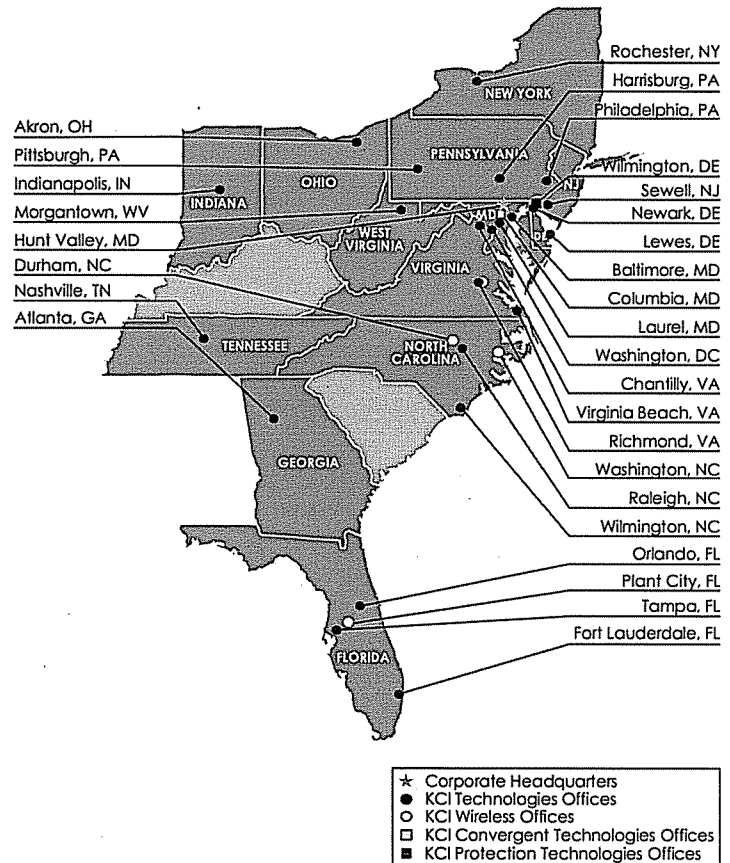 Rochester, NY
Harrisburg, PA
Philadelphia, PA
Akron, OH
Pittsburgh, PA
Indianapolis, IN
Morgantown, WV
Hunt Valley, MD
Durham, NC
Nashville, TN
Atlanta, GA
NEW YORK
PENNSYLVANIA
OHIO
INDIANA
NJ
MD
DE
WEST
VIRGINIA
VIRGINIA
TENNESSEE
NORTH
CAROLINA
GEORGIA
FLORIDA
Wilmington, DE
Sewell, NJ
Newark, DE
Lewes, DE
Baltimore, MD
Columbia, MD
Laurel, MD
Washington, DC
Chantilly, VA
Virginia Beach, VA
Richmond, VA
Washington, NC
Raleigh, NC
Wilmington, NC
Orlando, FL
Plant City, FL
Tampa, FL
Fort Lauderdale, FL
Corporate Headquarters
KCI Technologies Offices
KCI Wireless Offices
KCI Convergent Technologies Offices
KCI Protection Technologies Offices